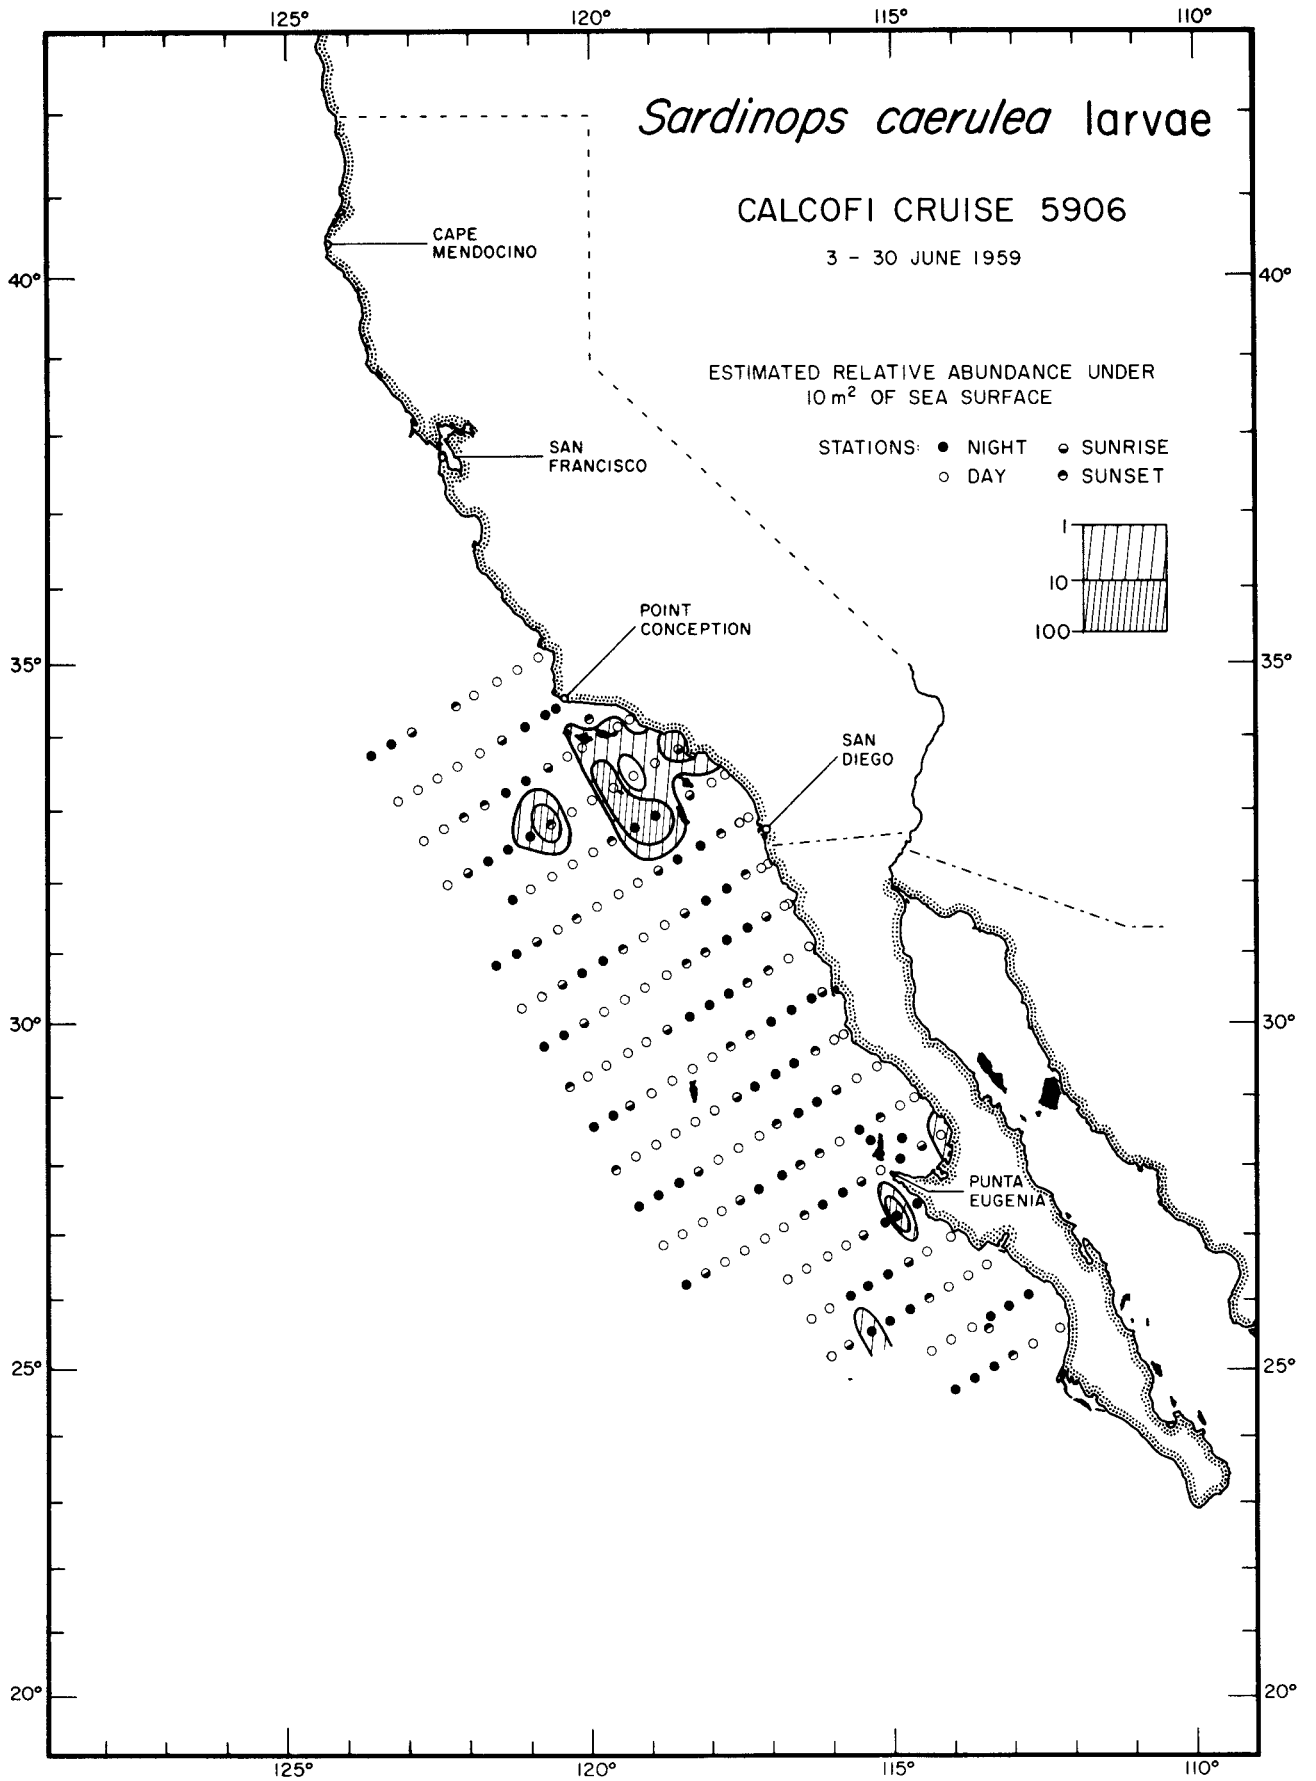 125° 120° 115° 110°
Sardinops caerulea larvae
CALCOFI CRUISE 5906
3 - 30 JUNE 1959
CAPE
MENDOCINO
40° 40°
ESTIMATED RELATIVE ABUNDANCE UNDER
10 m² OF SEA SURFACE
STATIONS: ● NIGHT ◒ SUNRISE
○ DAY ◓ SUNSET
SAN
FRANCISCO
1
10
100
POINT
CONCEPTION
35° 35°
SAN
DIEGO
30° 30°
PUNTA
EUGENIA
25° 25°
20° 20°
125° 120° 115° 110°